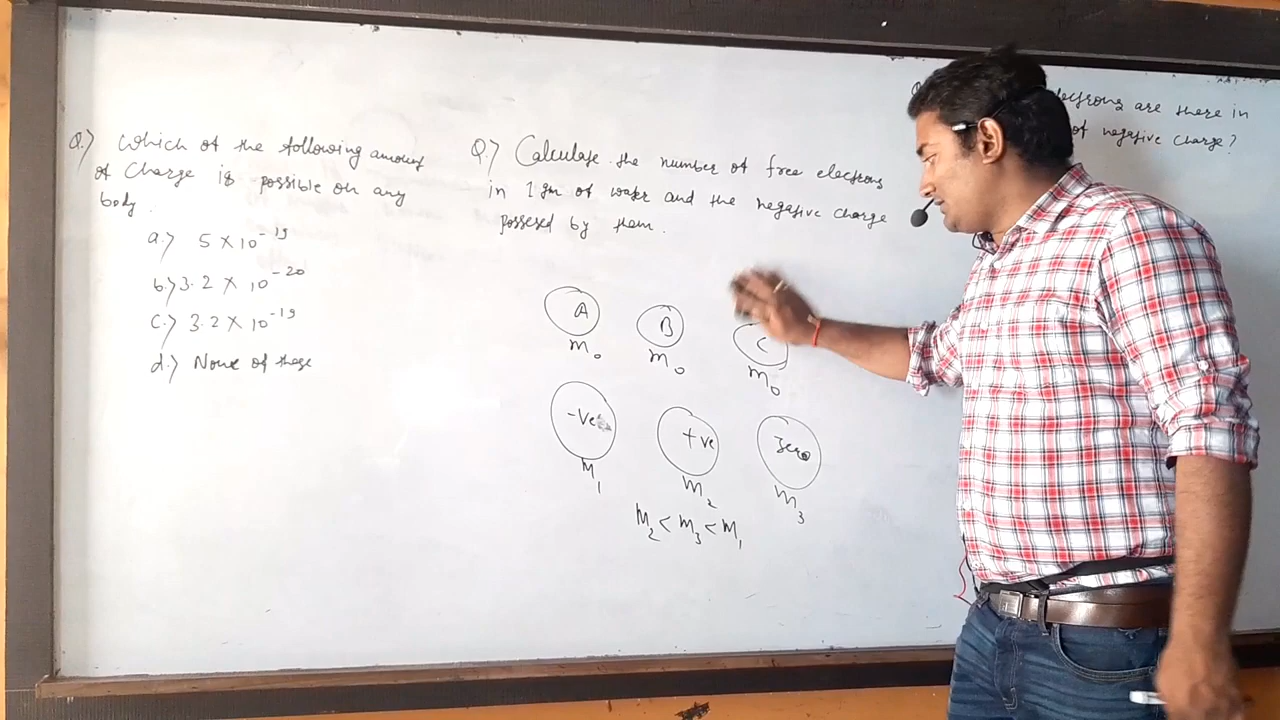 Q.) Which of the following amount
of charge is possible on any
body.
a.) 5 × 10⁻¹⁹
b.) 3.2 × 10⁻²⁰
c.) 3.2 × 10⁻¹⁹
d.) None of these
Q.) Calculate the number of free electrons
in 1 gm of water and the negative charge
possesed by them.
A
B
C
m₀
m₀
m₀
-ve
+ve
Zero
M₁
M₂
M₃
M₂ < M₃ < M₁
electrons are there in
of negative charge?